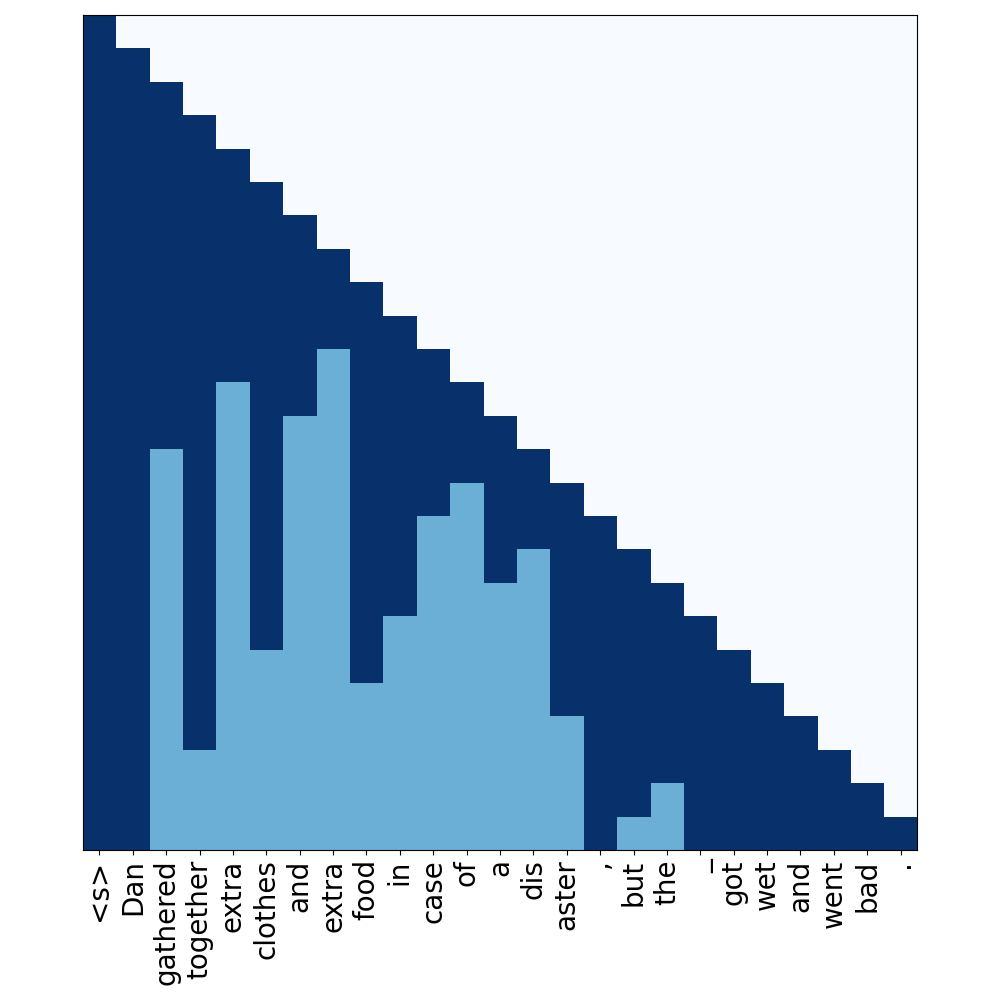 <s> Dan gathered together extra clothes and extra food in case of a dis aster , but the _ got wet and went bad .